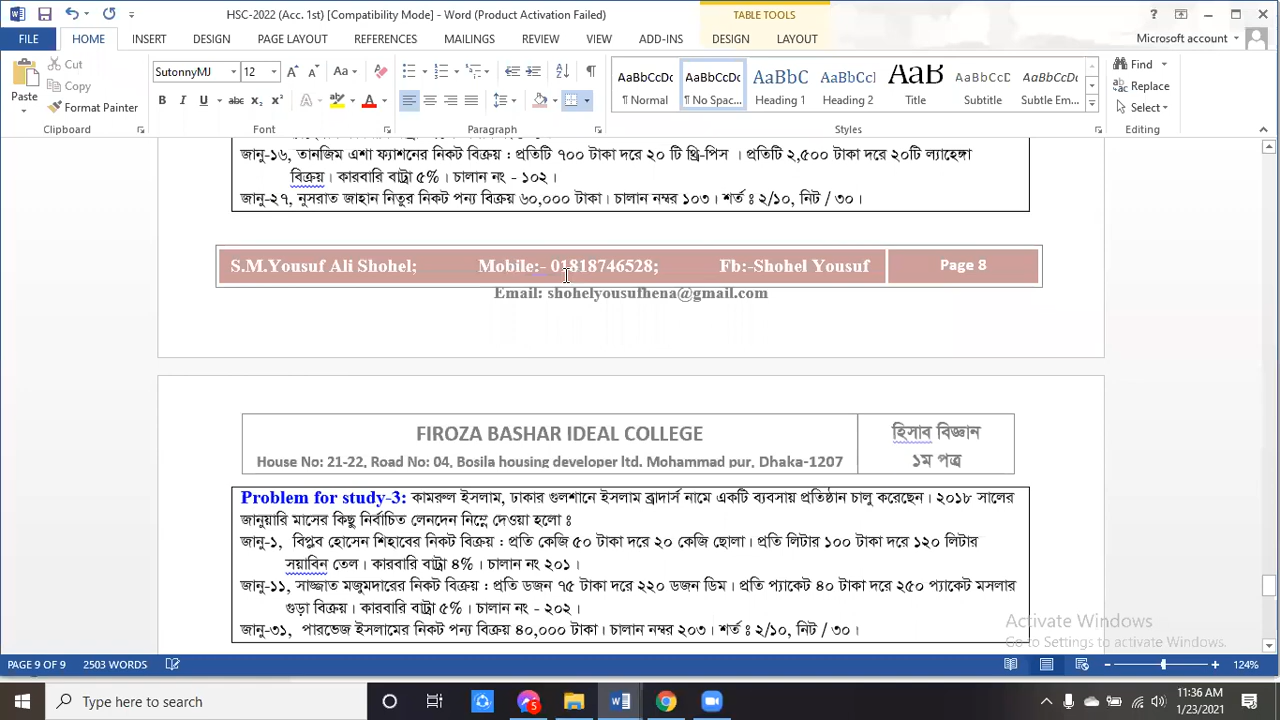 HSC-2022 (Acc. 1st) [Compatibility Mode] - Word (Product Activation Failed)
TABLE TOOLS
FILE HOME INSERT DESIGN PAGE LAYOUT REFERENCES MAILINGS REVIEW VIEW ADD-INS DESIGN LAYOUT Microsoft account
Cut
Copy
Format Painter
Paste
SutonnyMJ 12
AaBbCcDc AaBbCcDc AaBbC AaBbCc AaB AaBbCcD AaBbCcD
¶ Normal ¶ No Spac... Heading Heading 2 Title Subtitle Subtle Em...
Find
Replace
Select
Clipboard Font Paragraph Styles Editing
জানু-১৬, তানজিম এশা ফ্যাশনের নিকট বিক্রয় : প্রতিটি ৭০০ টাকা দরে ২০ টি থ্রি-পিস । প্রতিটি ২,৫০০ টাকা দরে ২০টি ল্যাহেঙ্গা
বিক্রয়। কারবারি বাট্টা ৫%। চালান নং - ১০২।
জানু-২৭, নুসরাত জাহান নিতুর নিকট পন্য বিক্রয় ৬০,০০০ টাকা। চালান নম্বর ১০৩। শর্ত ঃ ২/১০, নিট / ৩০।
S.M.Yousuf Ali Shohel; Mobile:- 01818746528; Fb:-Shohel Yousuf Page 8
Email: shohelyousufhena@gmail.com
FIROZA BASHAR IDEAL COLLEGE
House No: 21-22, Road No: 04, Bosila housing developer ltd. Mohammad pur, Dhaka-1207
হিসাব বিজ্ঞান
১ম পত্র
Problem for study-3: কামরুল ইসলাম, ঢাকার গুলশানে ইসলাম ব্রাদার্স নামে একটি ব্যবসায় প্রতিষ্ঠান চালু করেছেন। ২০১৮ সালের
জানুয়ারি মাসের কিছু নির্বাচিত লেনদেন নিম্নে দেওয়া হলো ঃ
জানু-১, বিপ্লব হোসেন শিহাবের নিকট বিক্রয় : প্রতি কেজি ৫০ টাকা দরে ২০ কেজি ছোলা। প্রতি লিটার ১০০ টাকা দরে ১২০ লিটার
সয়াবিন তেল। কারবারি বাট্টা ৪%। চালান নং ২০১।
জানু-১১, সাজ্জাত মজুমদারের নিকট বিক্রয় : প্রতি ডজন ৭৫ টাকা দরে ২২০ ডজন ডিম। প্রতি প্যাকেট ৪০ টাকা দরে ২৫০ প্যাকেট মসলার
গুড়া বিক্রয়। কারবারি বাট্টা ৫%। চালান নং - ২০২।
জানু-৩১, পারভেজ ইসলামের নিকট পন্য বিক্রয় ৪০,০০০ টাকা। চালান নম্বর ২০৩। শর্ত ঃ ২/১০, নিট / ৩০।
Activate Windows
Go to Settings to activate Windows.
PAGE 9 OF 9 2503 WORDS 124%
Type here to search
5
11:36 AM
1/23/2021